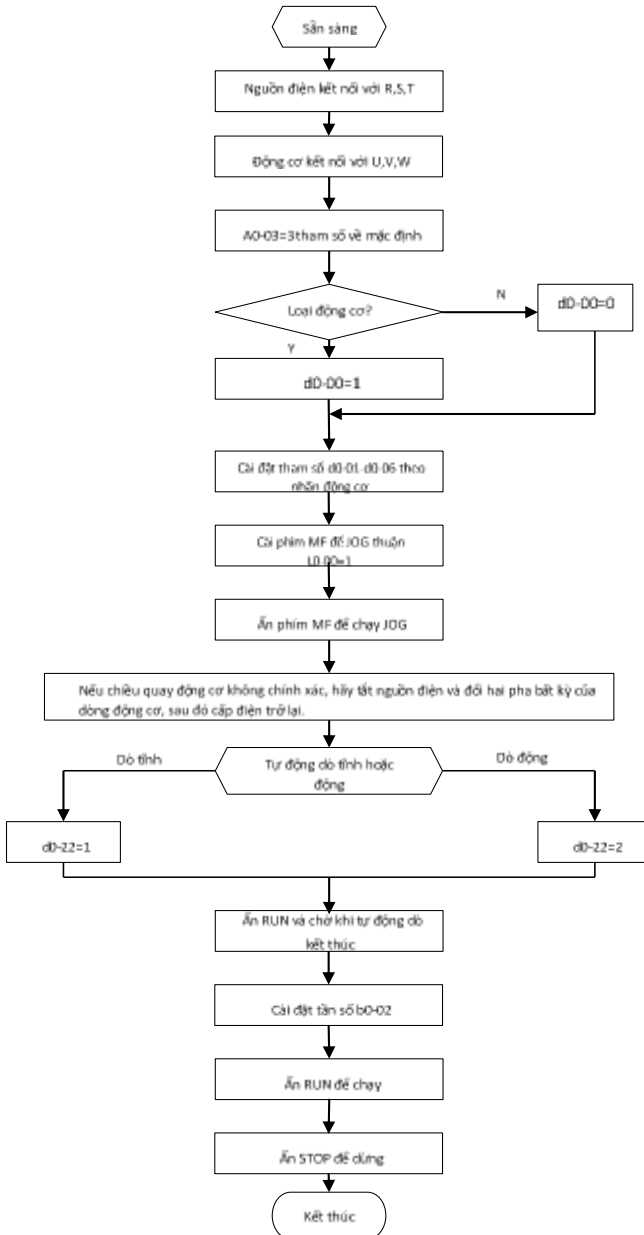 Sẵn sàng
Nguồn điện kết nối với R,S,T
Động cơ kết nối với U,V,W
A0-03=3tham số về mặc định
Loại động cơ?
N
d0-00=0
Y
d0-00=1
Cài đặt tham số d0-01-d0-06 theo
nhãn động cơ
Cài phím MF để JOG thuận
L0.00=1
Ấn phím MF để chạy JOG
Nếu chiều quay động cơ không chính xác, hãy tắt nguồn điện và đổi hai pha bất kỳ của
dòng động cơ, sau đó cấp điện trở lại.
Dò tĩnh
Tự động dò tĩnh hoặc
động
Dò động
d0-22=1
d0-22=2
Ấn RUN và chờ khi tự động dò
kết thúc
Cài đặt tần số b0-02
Ấn RUN để chạy
Ấn STOP để dừng
Kết thúc